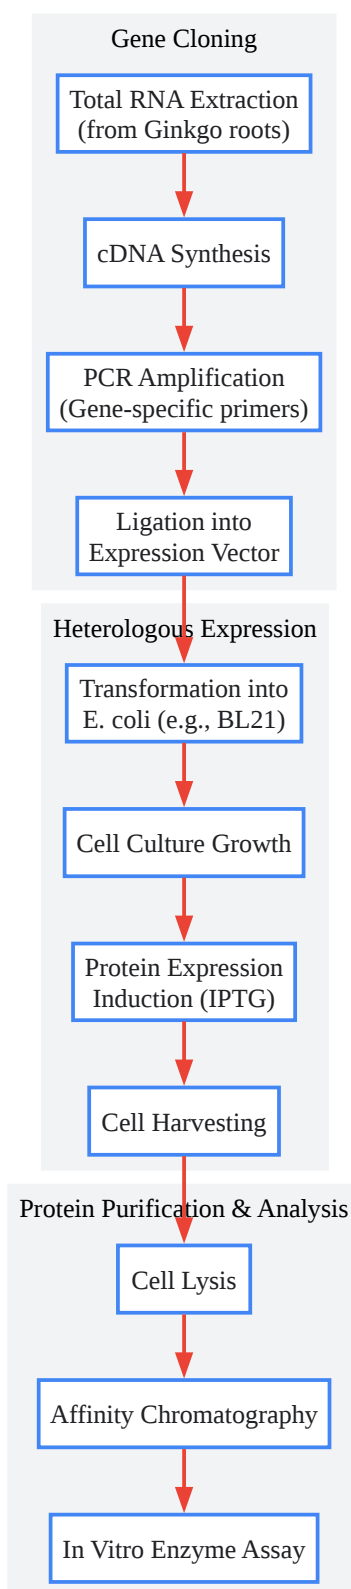 Gene Cloning
Total RNA Extraction
(from Ginkgo roots)
cDNA Synthesis
PCR Amplification
(Gene-specific primers)
Ligation into
Expression Vector
Heterologous Expression
Transformation into
E. coli (e.g., BL21)
Cell Culture Growth
Protein Expression
Induction (IPTG)
Cell Harvesting
Protein Purification & Analysis
Cell Lysis
Affinity Chromatography
In Vitro Enzyme Assay